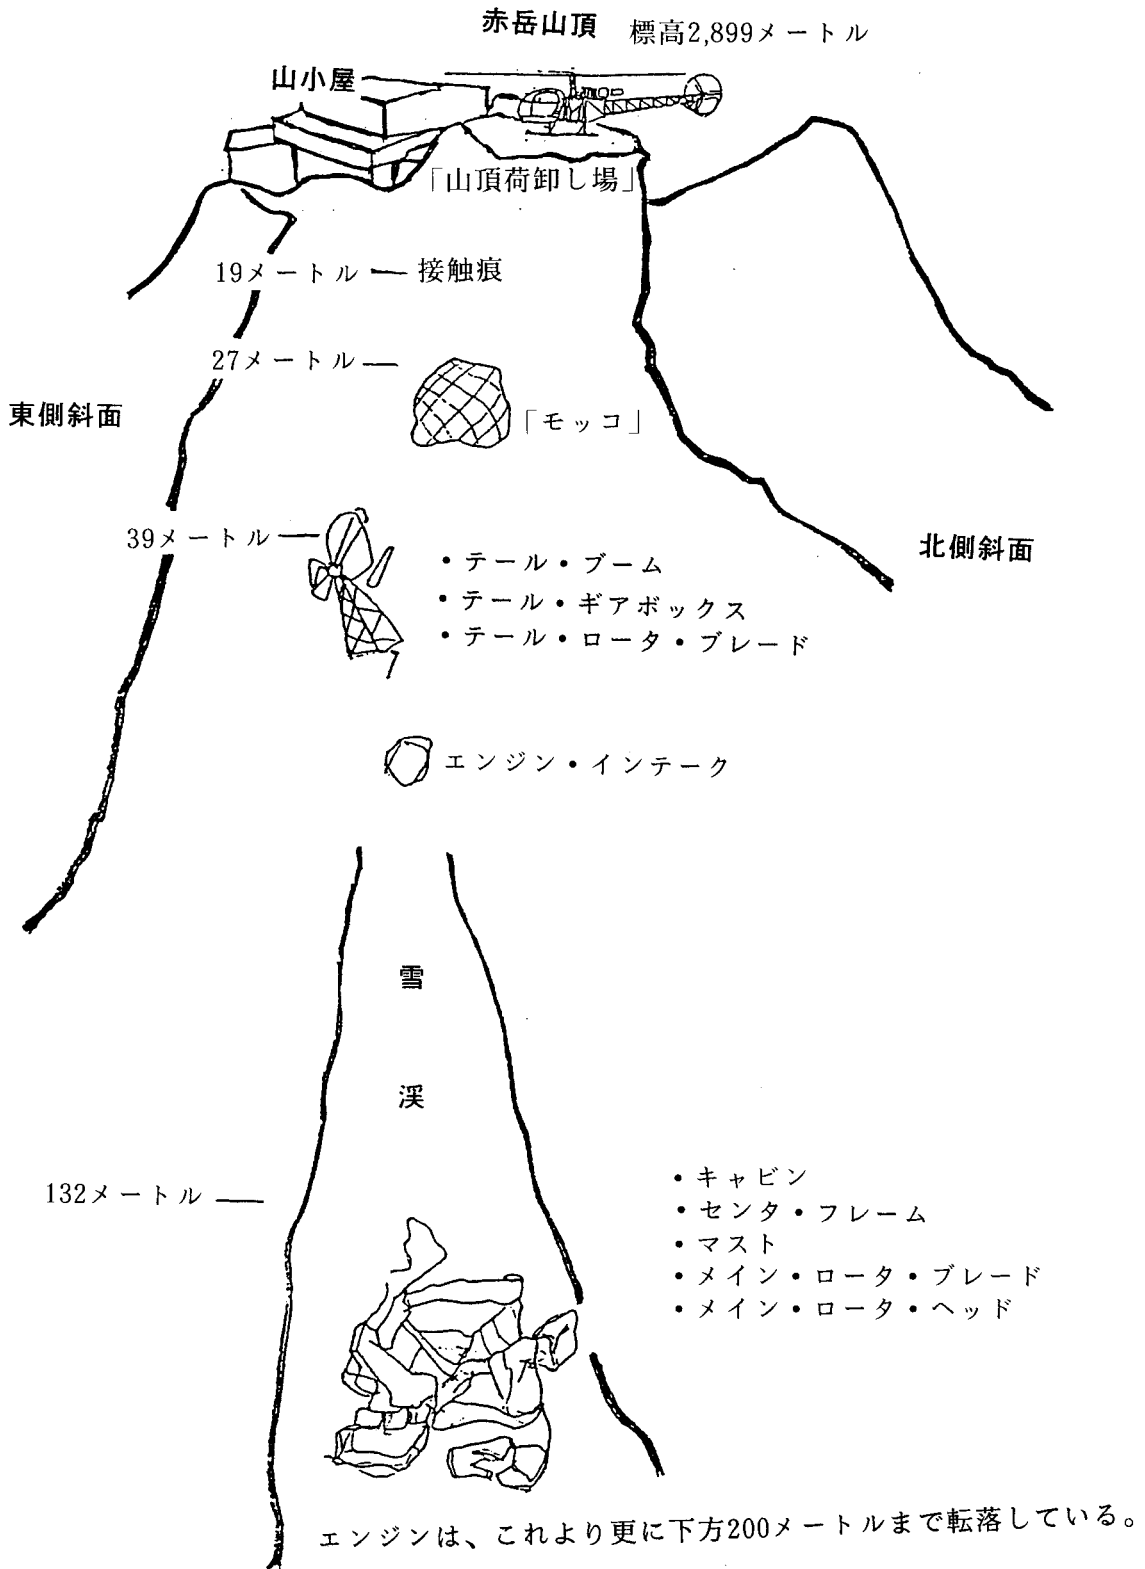 赤岳山頂 標高2,899メートル
山小屋
「山頂荷卸し場」
19メートル ― 接触痕
27メートル ―
「モッコ」
東側斜面
39メートル ―
北側斜面
・テール・ブーム
・テール・ギアボックス
・テール・ロータ・ブレード
エンジン・インテーク
雪
渓
132メートル ―
・キャビン
・センタ・フレーム
・マスト
・メイン・ロータ・ブレード
・メイン・ロータ・ヘッド
エンジンは、これより更に下方200メートルまで転落している。